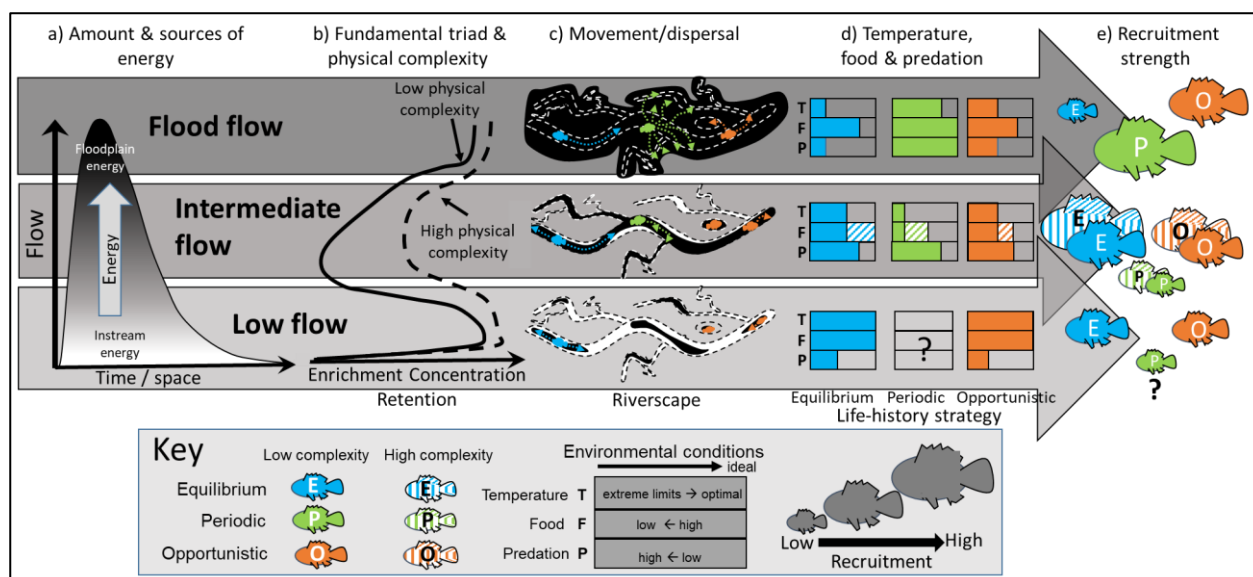 a) Amount & sources of
energy
b) Fundamental triad &
physical complexity
c) Movement/dispersal
d) Temperature,
food & predation
e) Recruitment
strength
Low physical
complexity
Flood flow
Floodplain
energy
Flow
Energy
Instream
energy
Time / space
Intermediate
flow
High physical
complexity
Low flow
Enrichment Concentration
Retention
Riverscape
T
F
P
T
F
P
T
F
P
?
Equilibrium Periodic Opportunistic
Life-history strategy
E
O
P
E
E
O
O
P
P
E
O
P
?
Key
Low complexity
High complexity
Equilibrium E E
Periodic P P
Opportunistic O O
Environmental conditions
ideal
Temperature T extreme limits → optimal
Food F low ← high
Predation P high ← low
Low High
Recruitment